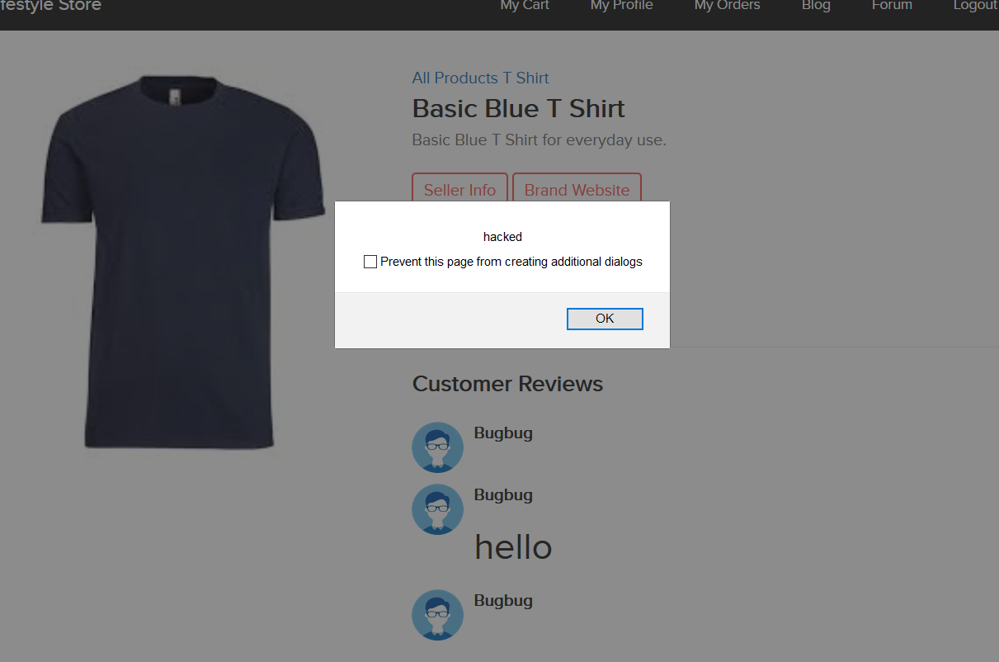 festyle Store My Cart My Profile My Orders Blog Forum Logout
All Products T Shirt
Basic Blue T Shirt
Basic Blue T Shirt for everyday use.
Seller Info Brand Website
hacked
Prevent this page from creating additional dialogs
OK
Customer Reviews
Bugbug
Bugbug
hello
Bugbug